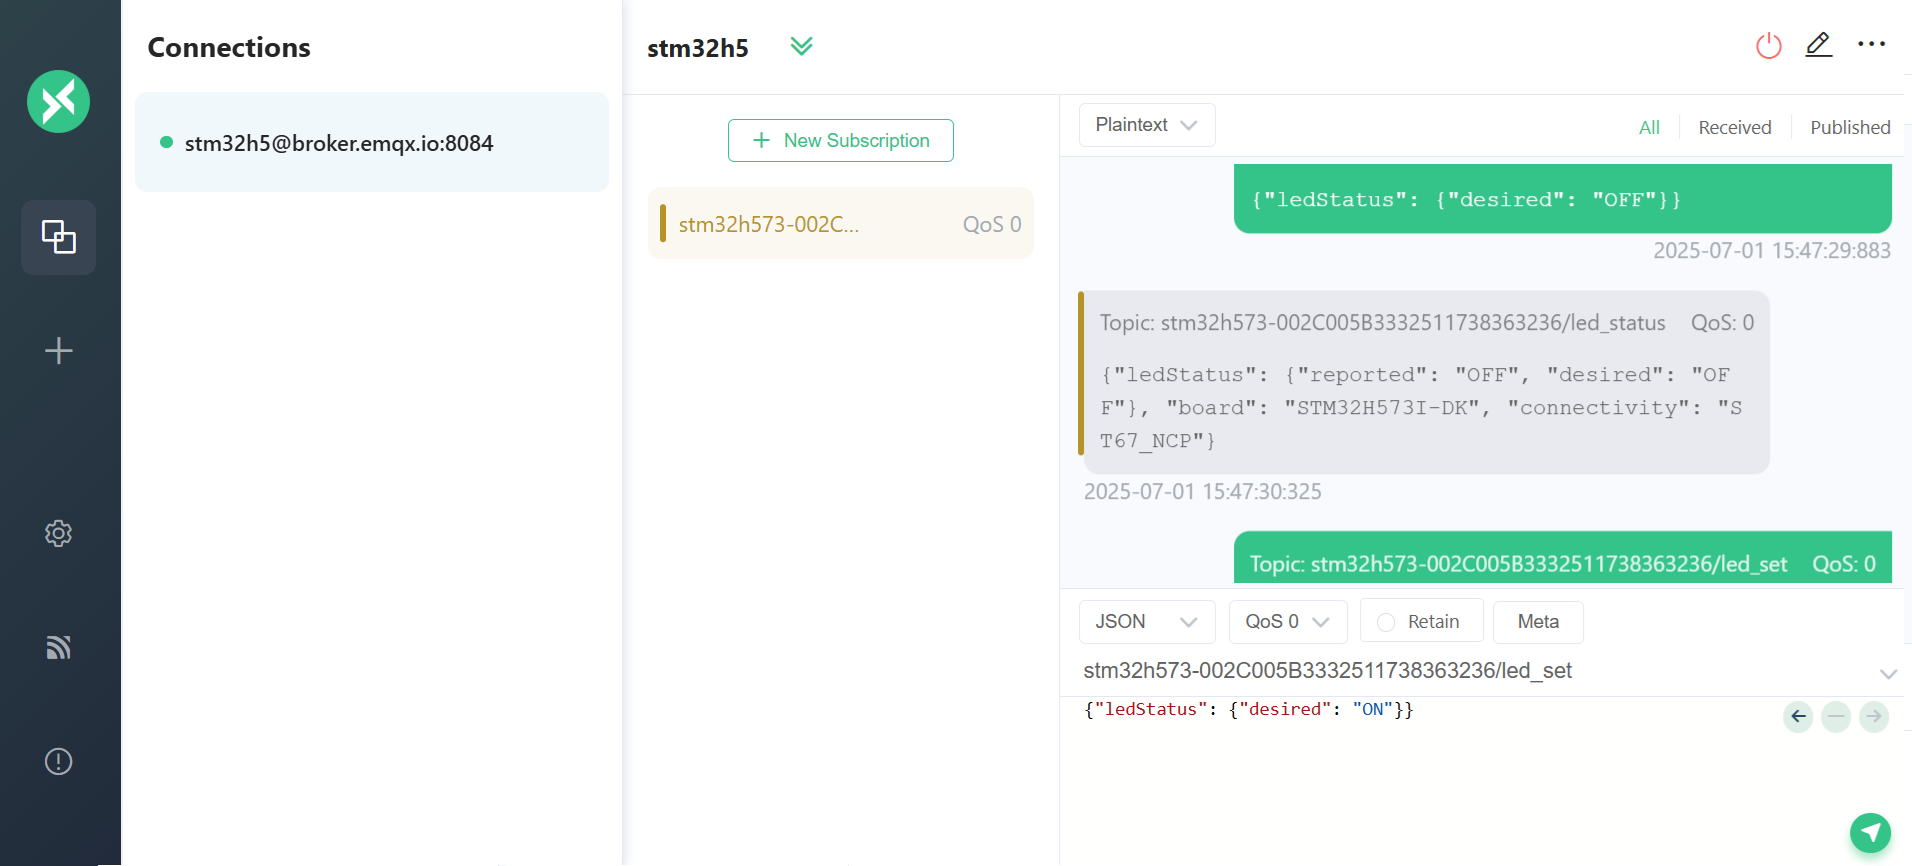 Connections
stm32h5@broker.emqx.io:8084
stm32h5
+ New Subscription
stm32h573-002C... QoS 0
Plaintext
All Received Published
{"ledStatus": {"desired": "OFF"}}
2025-07-01 15:47:29:883
Topic: stm32h573-002C005B3332511738363236/led_status QoS: 0
{"ledStatus": {"reported": "OFF", "desired": "OF
F"}, "board": "STM32H573I-DK", "connectivity": "S
T67_NCP"}
2025-07-01 15:47:30:325
Topic: stm32h573-002C005B3332511738363236/led_set QoS: 0
JSON QoS 0 Retain Meta
stm32h573-002C005B3332511738363236/led_set
{"ledStatus": {"desired": "ON"}}